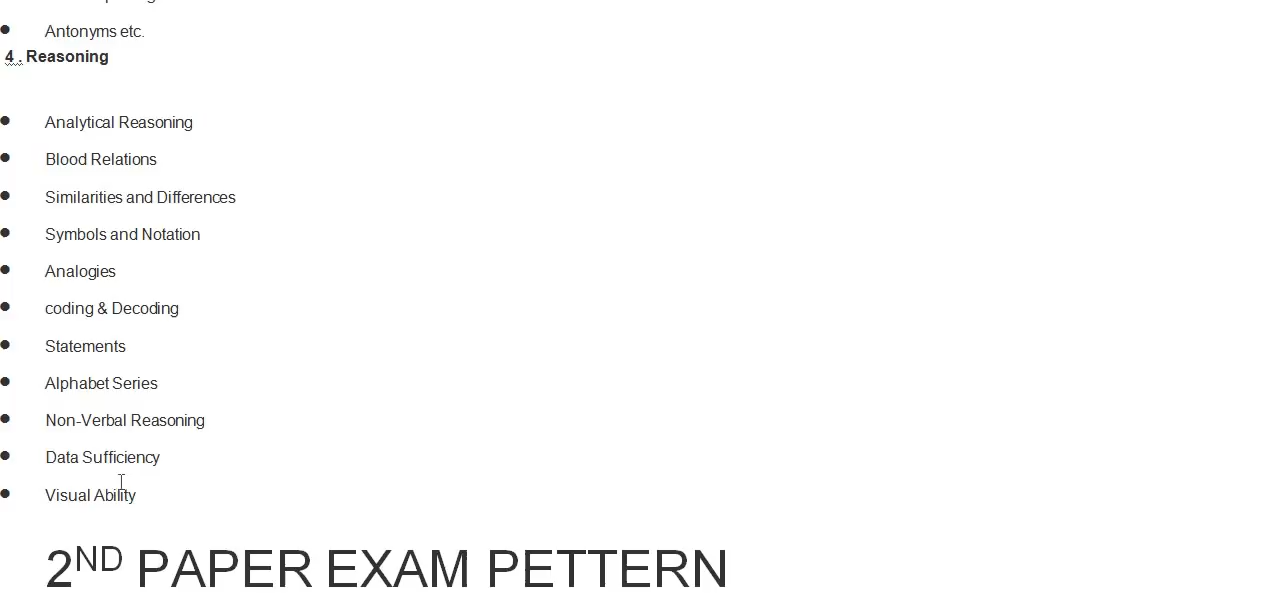 Antonyms etc.
4 . Reasoning
Analytical Reasoning
Blood Relations
Similarities and Differences
Symbols and Notation
Analogies
coding & Decoding
Statements
Alphabet Series
Non-Verbal Reasoning
Data Sufficiency
Visual Ability
2ND PAPER EXAM PETTERN